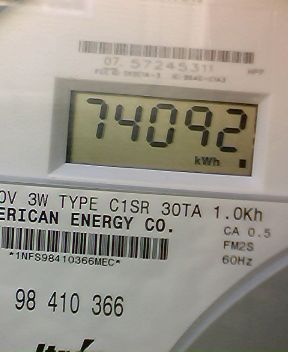 07 57245311
74092
kWh
0V 3W TYPE C1SR 30TA 1.0Kh
ERICAN ENERGY CO.
CA 0.5
FM2S
60Hz
*1NFS98410366MEC*
98 410 366